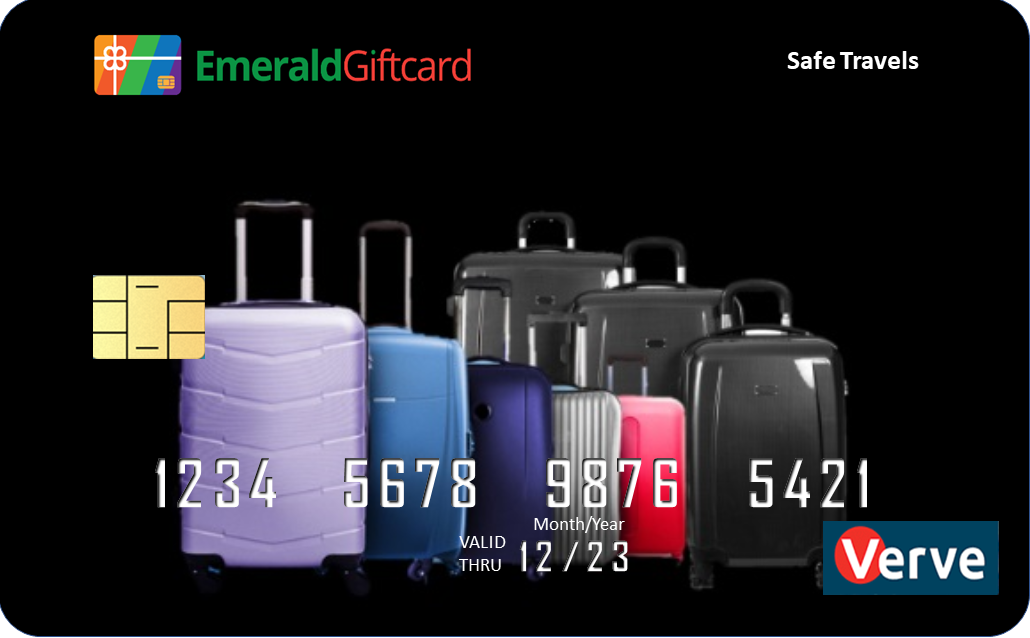 EmeraldGiftcard
Safe Travels
1234 5678 9876 5421
Month/Year
VALID
THRU 12/23
Verve